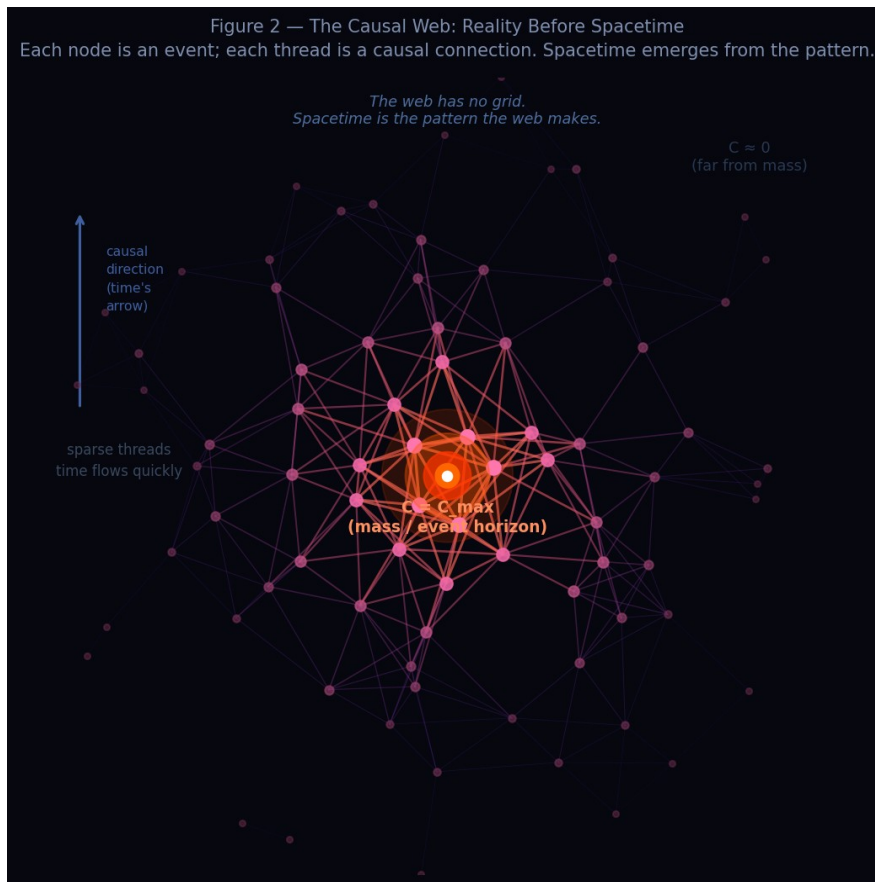 Figure 2 — The Causal Web: Reality Before Spacetime
Each node is an event; each thread is a causal connection. Spacetime emerges from the pattern.
The web has no grid.
Spacetime is the pattern the web makes.
C ≈ 0
(far from mass)
causal
direction
(time's
arrow)
sparse threads
time flows quickly
C = C_max
(mass / event horizon)